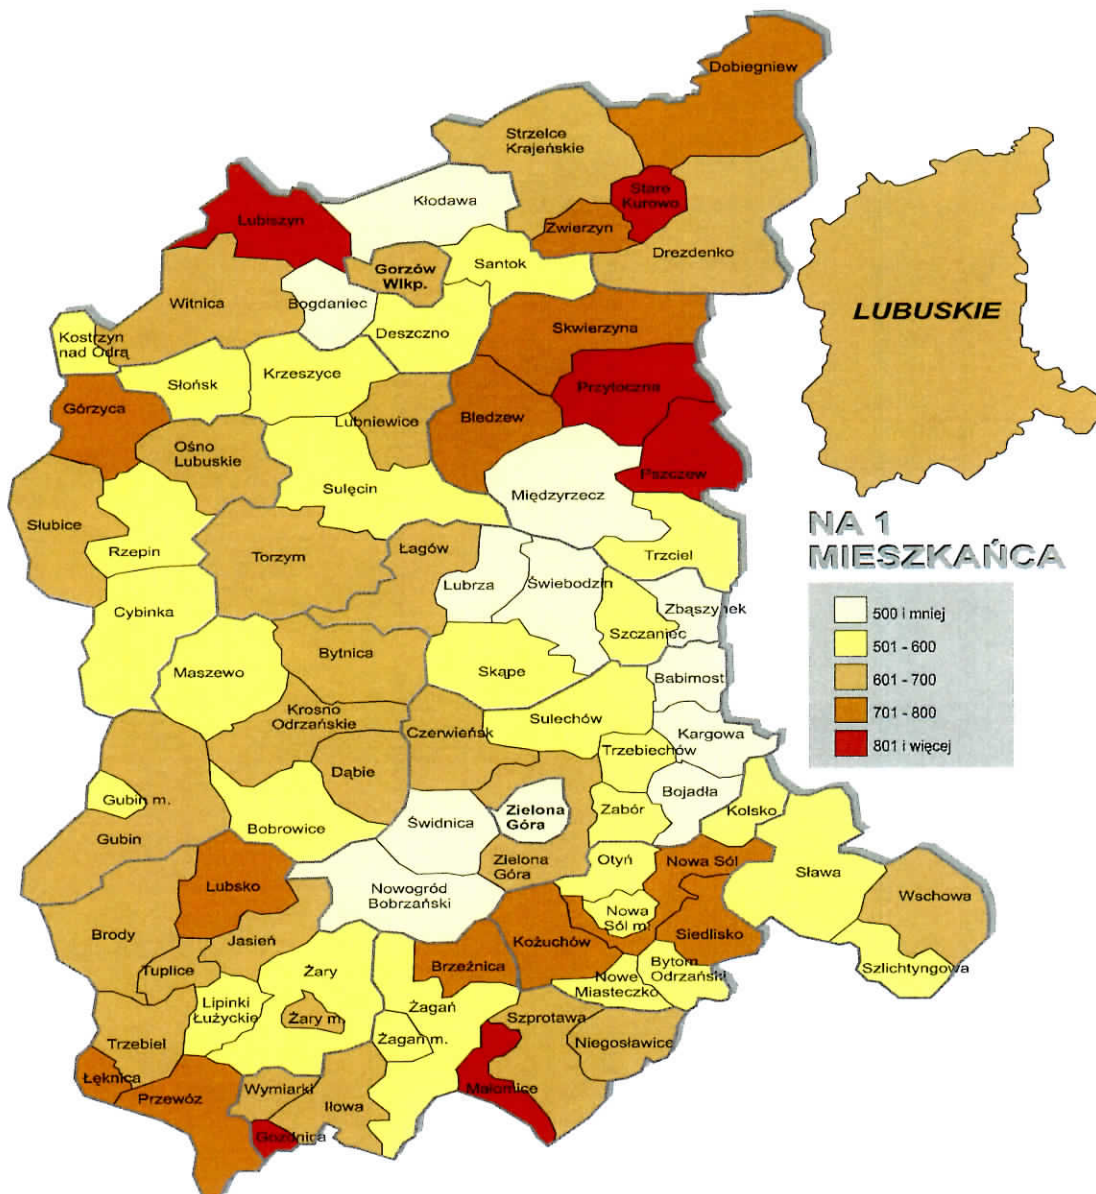 Dobiegniew
Strzelce
Krajeńskie
Stare
Kurowo
Kłodawa
Lubiszyn
Zwierzyn
Drezdenko
Gorzów
Wlkp.
Santok
Witnica
Bogdaniec
Deszczno
Skwierzyna
Kostrzyn
nad Odrą
Słońsk
Krzeszyce
Przytoczna
Górzyca
Lubniewice
Bledzew
Ośno
Lubuskie
Pszczew
Sulęcin
Międzyrzecz
Słubice
Rzepin
Torzym
Łagów
Trzciel
Lubrza
Świebodzin
Zbąszynek
Cybinka
Szczaniec
Maszewo
Bytnica
Skąpe
Babimost
Krosno
Odrzańskie
Sulechów
Czerwieńsk
Kargowa
Trzebiechów
Dąbie
Bojadła
Gubin m.
Zielona
Góra
Zabór
Kolsko
Świdnica
Bobrowice
Gubin
Zielona
Góra
Otyń
Nowa Sól
Sława
Lubsko
Nowogród
Bobrzański
Wschowa
Nowa
Sól m.
Siedlisko
Brody
Jasień
Kożuchów
Tuplice
Żary
Brzeźnica
Bytom
Odrzański
Szlichtyngowa
Nowe
Miasteczko
Lipinki
Łużyckie
Żagań
Żary m.
Szprotawa
Żagań m.
Trzebiel
Niegosławice
Łęknica
Przewóz
Wymiarki
Iłowa
Małomice
Gozdnica
LUBUSKIE
NA 1
MIESZKAŃCA
500 i mniej
501 - 600
601 - 700
701 - 800
801 i więcej